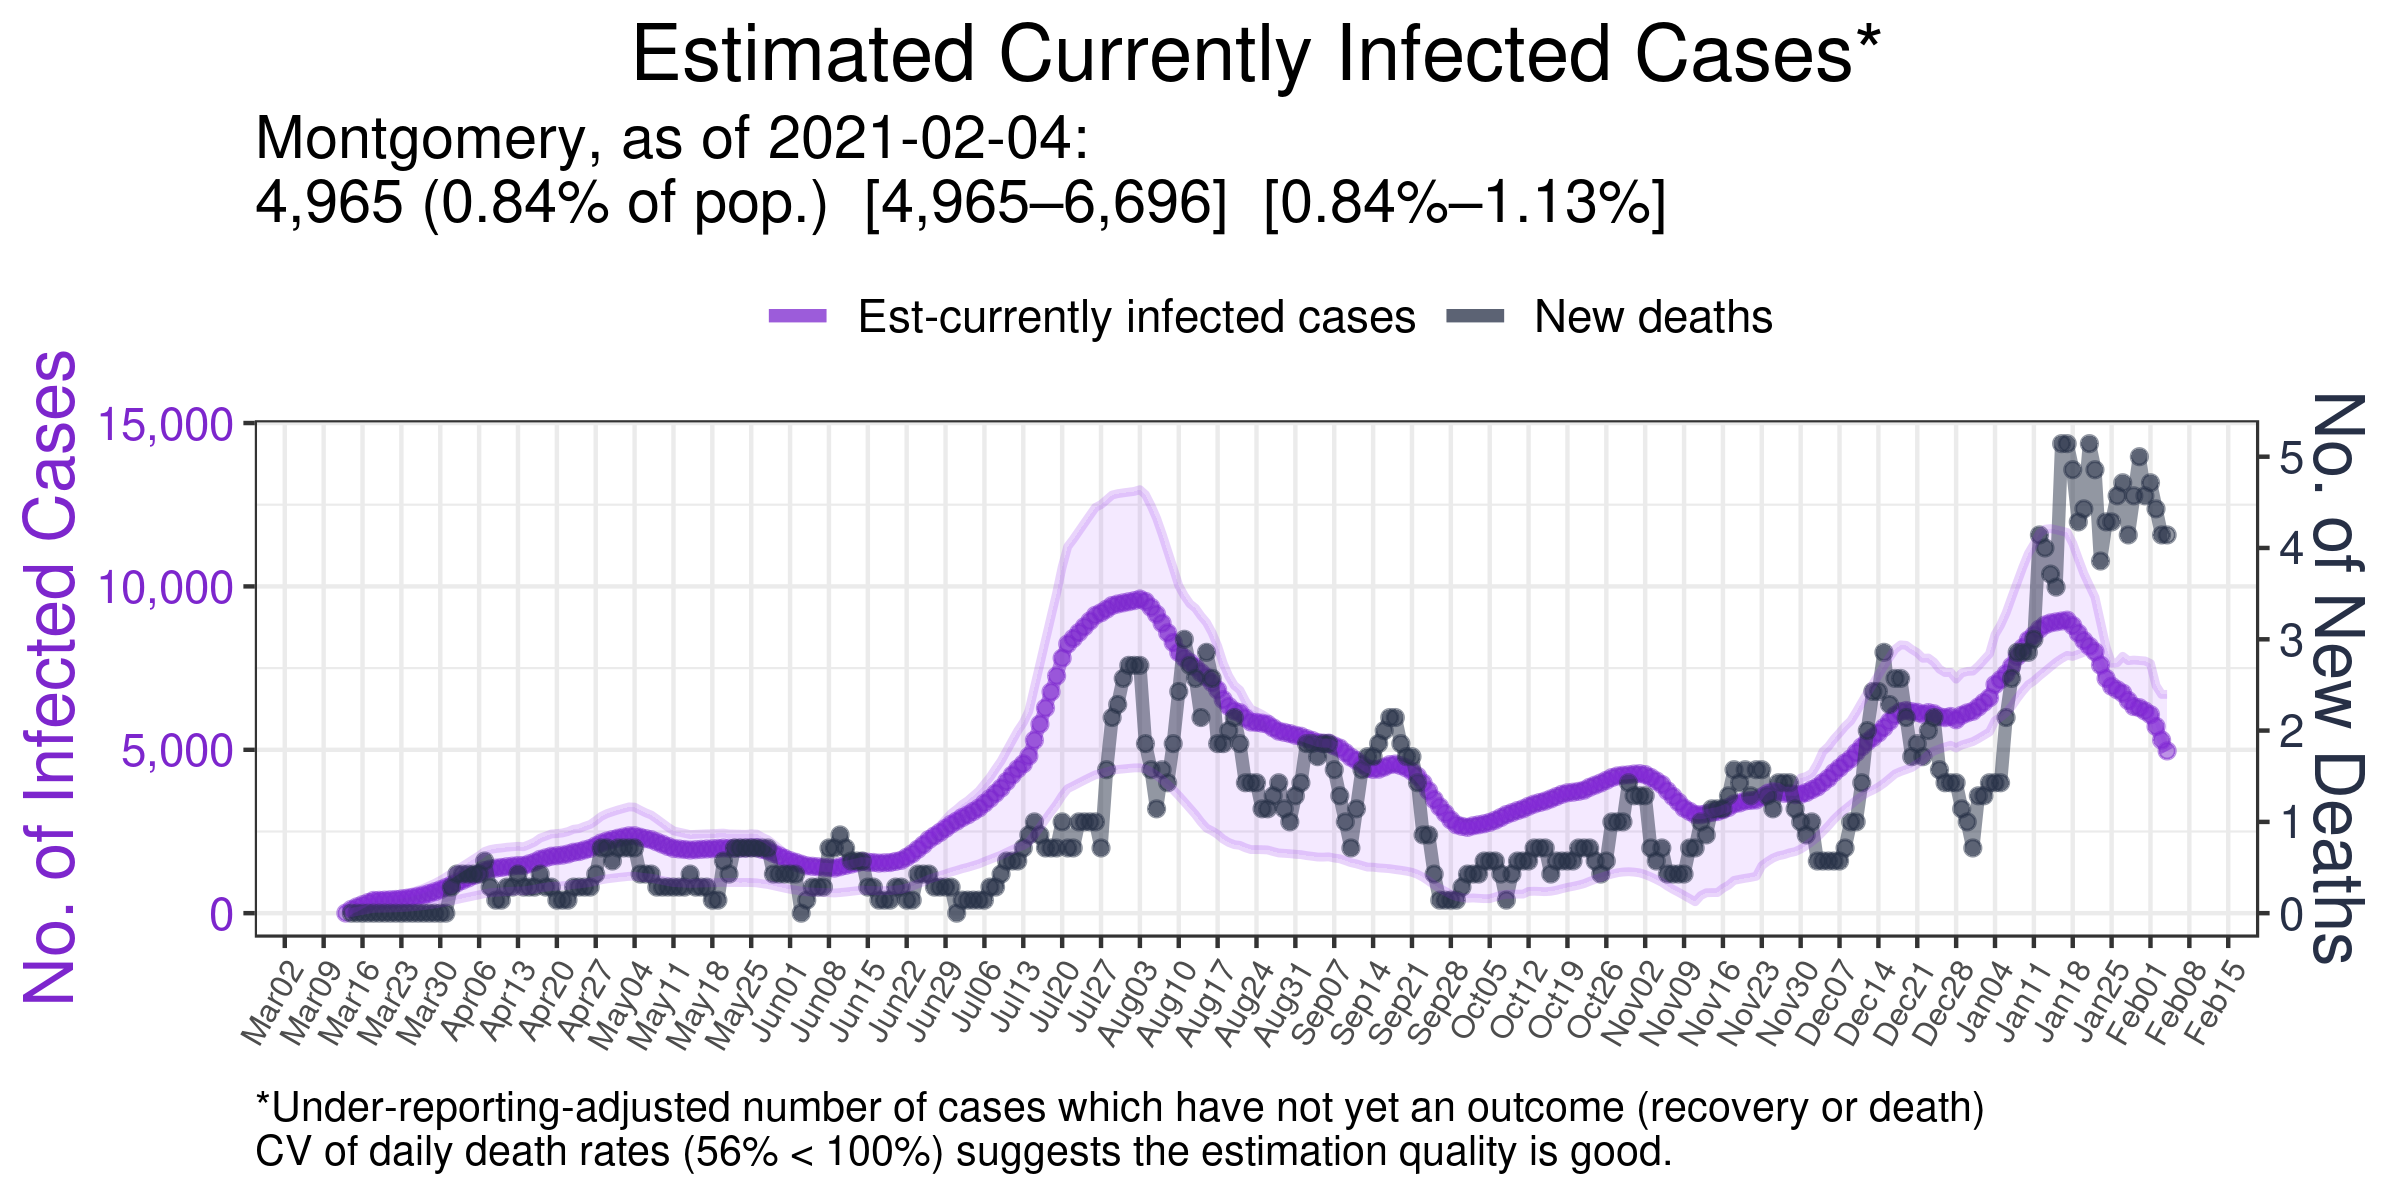 Estimated Currently Infected Cases*
Montgomery, as of 2021-02-04:
4,965 (0.84% of pop.) [4,965–6,696] [0.84%–1.13%]
Est-currently infected cases
New deaths
No. of Infected Cases
15,000
10,000
5,000
0
5
4
3
2
1
0
No. of New Deaths
Mar02
Mar09
Mar16
Mar23
Mar30
Apr06
Apr13
Apr20
Apr27
May04
May11
May18
May25
Jun01
Jun08
Jun15
Jun22
Jun29
Jul06
Jul13
Jul20
Jul27
Aug03
Aug10
Aug17
Aug24
Aug31
Sep07
Sep14
Sep21
Sep28
Oct05
Oct12
Oct19
Oct26
Nov02
Nov09
Nov16
Nov23
Nov30
Dec07
Dec14
Dec21
Dec28
Jan04
Jan11
Jan18
Jan25
Feb01
Feb08
Feb15
*Under-reporting-adjusted number of cases which have not yet an outcome (recovery or death)
CV of daily death rates (56% < 100%) suggests the estimation quality is good.